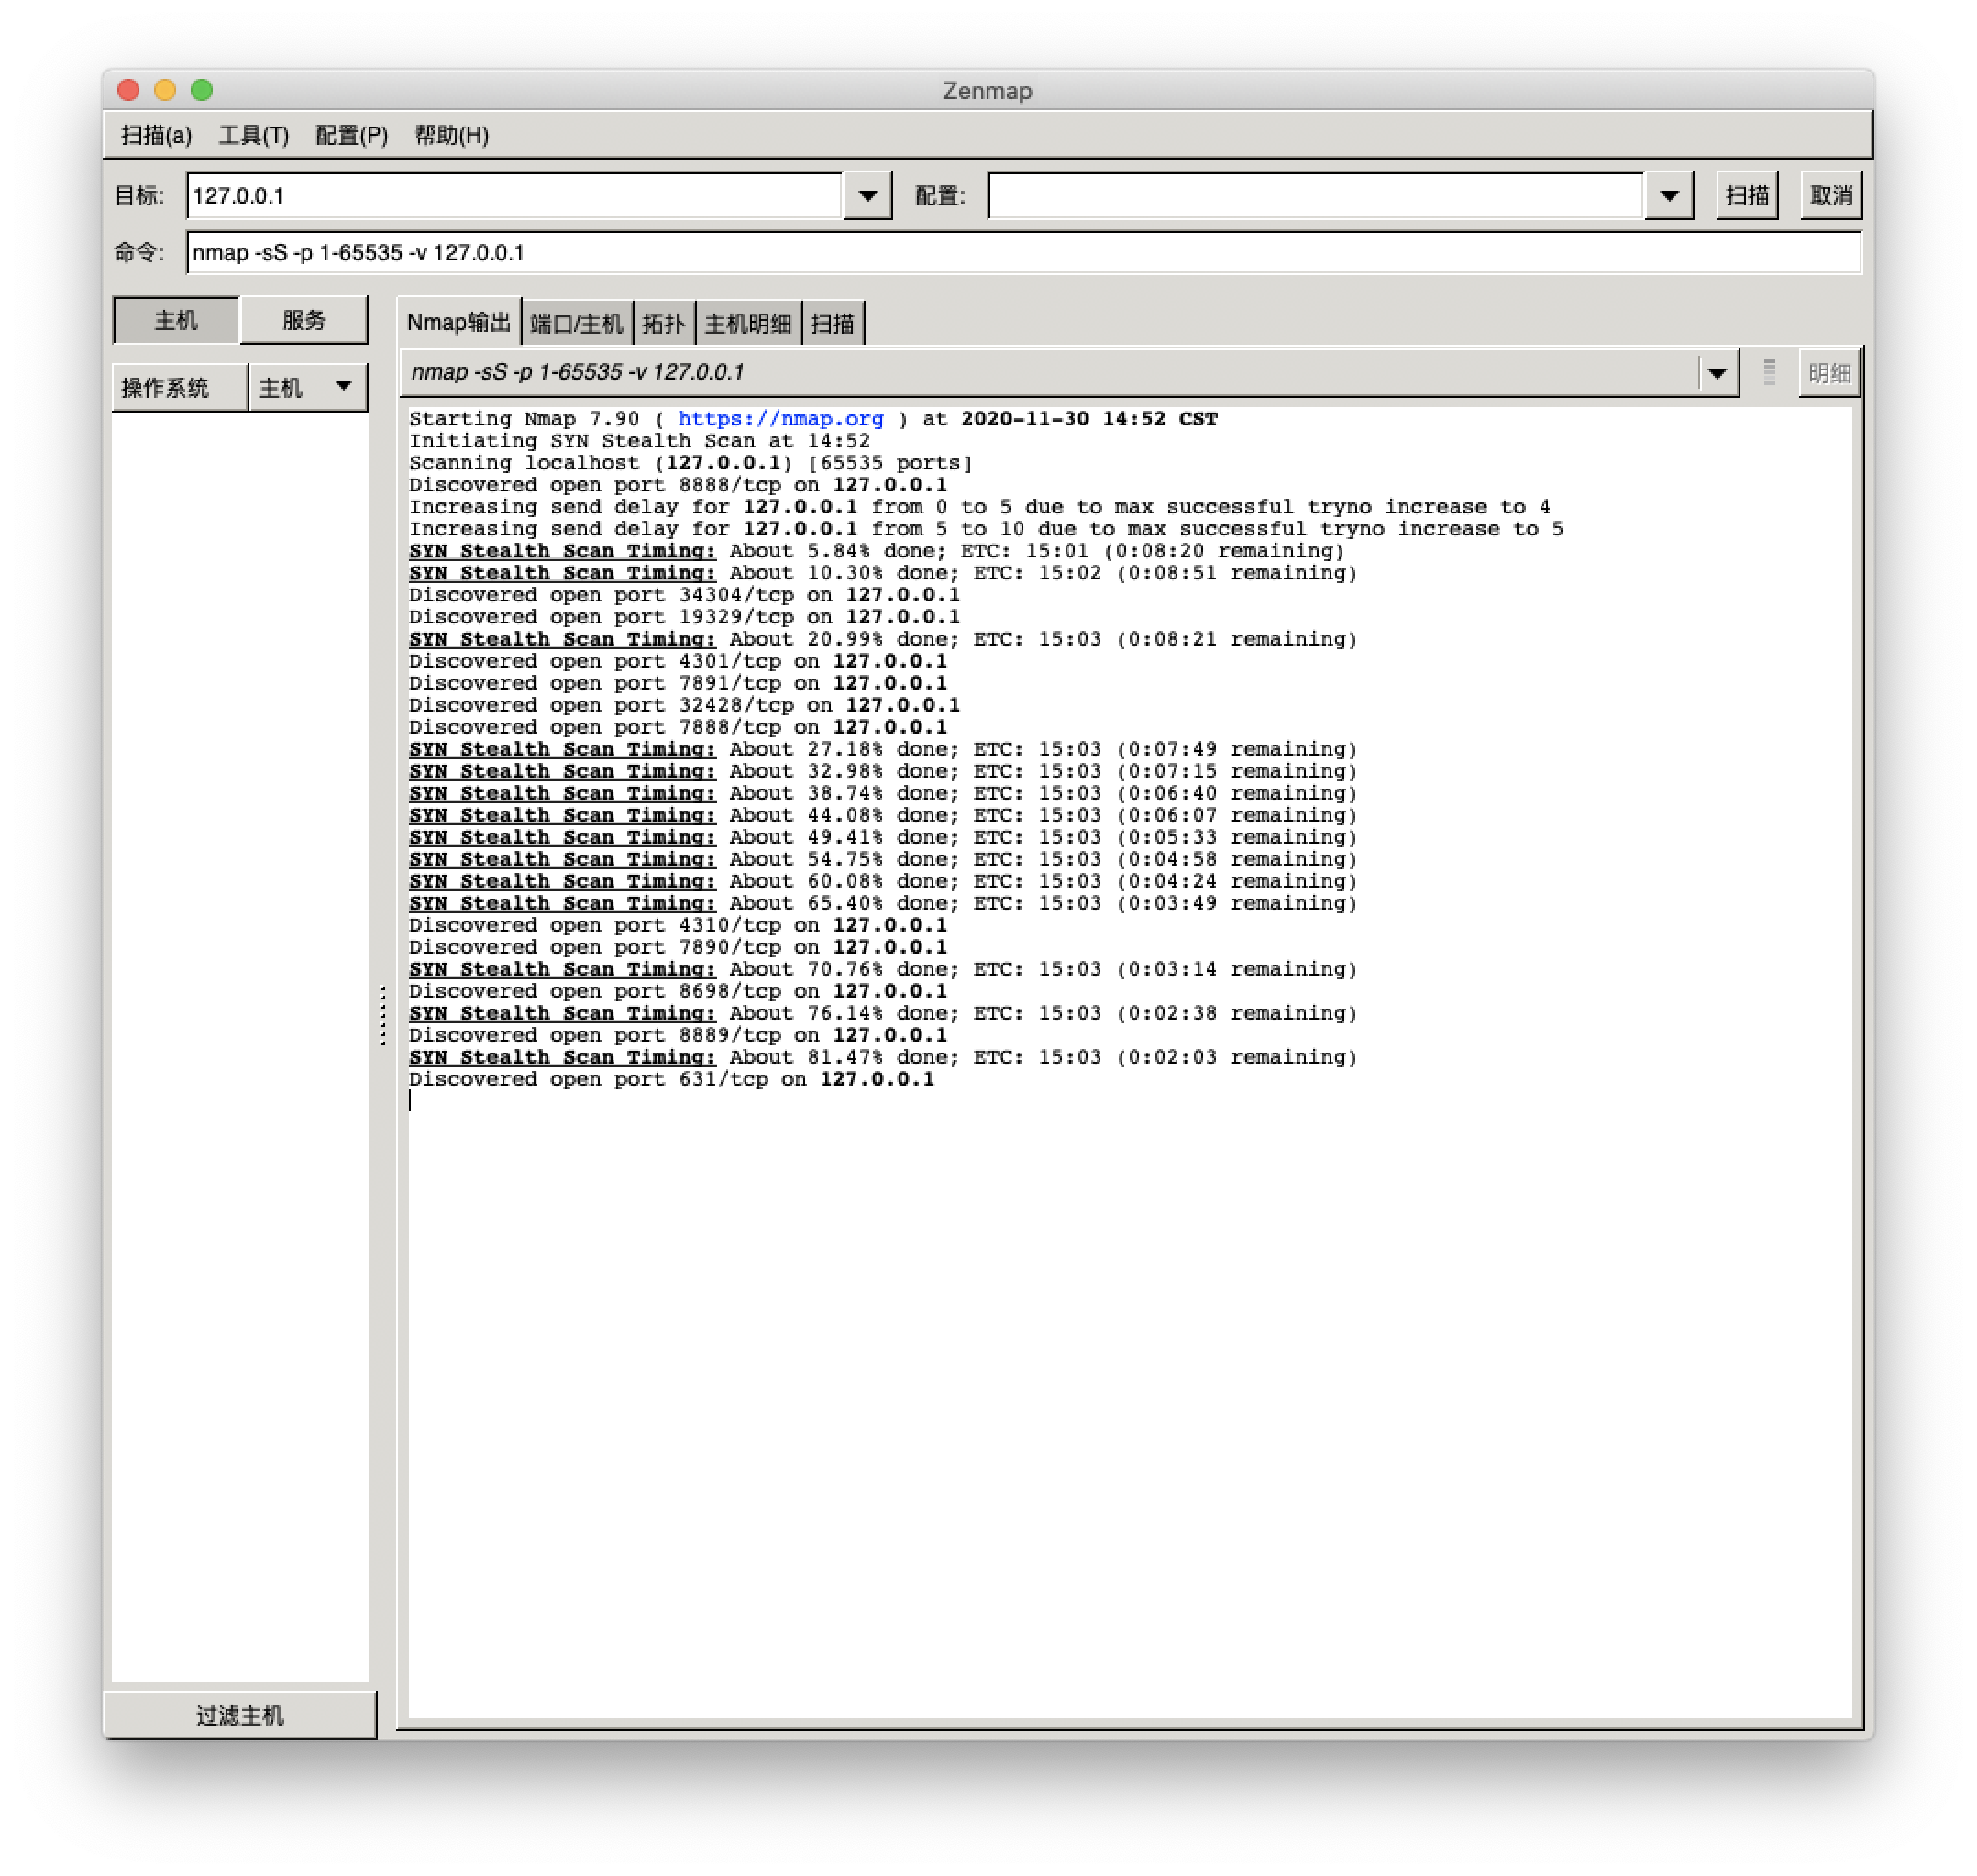 Zenmap
扫描(a) 工具(T) 配置(P) 帮助(H)
目标: 127.0.0.1 配置: 扫描 取消
命令: nmap -sS -p 1-65535 -v 127.0.0.1
主机 服务
Nmap输出 端口/主机 拓扑 主机明细 扫描
操作系统 主机
nmap -sS -p 1-65535 -v 127.0.0.1 明细
Starting Nmap 7.90 ( https://nmap.org ) at 2020-11-30 14:52 CST
Initiating SYN Stealth Scan at 14:52
Scanning localhost (127.0.0.1) [65535 ports]
Discovered open port 8888/tcp on 127.0.0.1
Increasing send delay for 127.0.0.1 from 0 to 5 due to max successful tryno increase to 4
Increasing send delay for 127.0.0.1 from 5 to 10 due to max successful tryno increase to 5
SYN Stealth Scan Timing: About 5.84% done; ETC: 15:01 (0:08:20 remaining)
SYN Stealth Scan Timing: About 10.30% done; ETC: 15:02 (0:08:51 remaining)
Discovered open port 34304/tcp on 127.0.0.1
Discovered open port 19329/tcp on 127.0.0.1
SYN Stealth Scan Timing: About 20.99% done; ETC: 15:03 (0:08:21 remaining)
Discovered open port 4301/tcp on 127.0.0.1
Discovered open port 7891/tcp on 127.0.0.1
Discovered open port 32428/tcp on 127.0.0.1
Discovered open port 7888/tcp on 127.0.0.1
SYN Stealth Scan Timing: About 27.18% done; ETC: 15:03 (0:07:49 remaining)
SYN Stealth Scan Timing: About 32.98% done; ETC: 15:03 (0:07:15 remaining)
SYN Stealth Scan Timing: About 38.74% done; ETC: 15:03 (0:06:40 remaining)
SYN Stealth Scan Timing: About 44.08% done; ETC: 15:03 (0:06:07 remaining)
SYN Stealth Scan Timing: About 49.41% done; ETC: 15:03 (0:05:33 remaining)
SYN Stealth Scan Timing: About 54.75% done; ETC: 15:03 (0:04:58 remaining)
SYN Stealth Scan Timing: About 60.08% done; ETC: 15:03 (0:04:24 remaining)
SYN Stealth Scan Timing: About 65.40% done; ETC: 15:03 (0:03:49 remaining)
Discovered open port 4310/tcp on 127.0.0.1
Discovered open port 7890/tcp on 127.0.0.1
SYN Stealth Scan Timing: About 70.76% done; ETC: 15:03 (0:03:14 remaining)
Discovered open port 8698/tcp on 127.0.0.1
SYN Stealth Scan Timing: About 76.14% done; ETC: 15:03 (0:02:38 remaining)
Discovered open port 8889/tcp on 127.0.0.1
SYN Stealth Scan Timing: About 81.47% done; ETC: 15:03 (0:02:03 remaining)
Discovered open port 631/tcp on 127.0.0.1
过滤主机